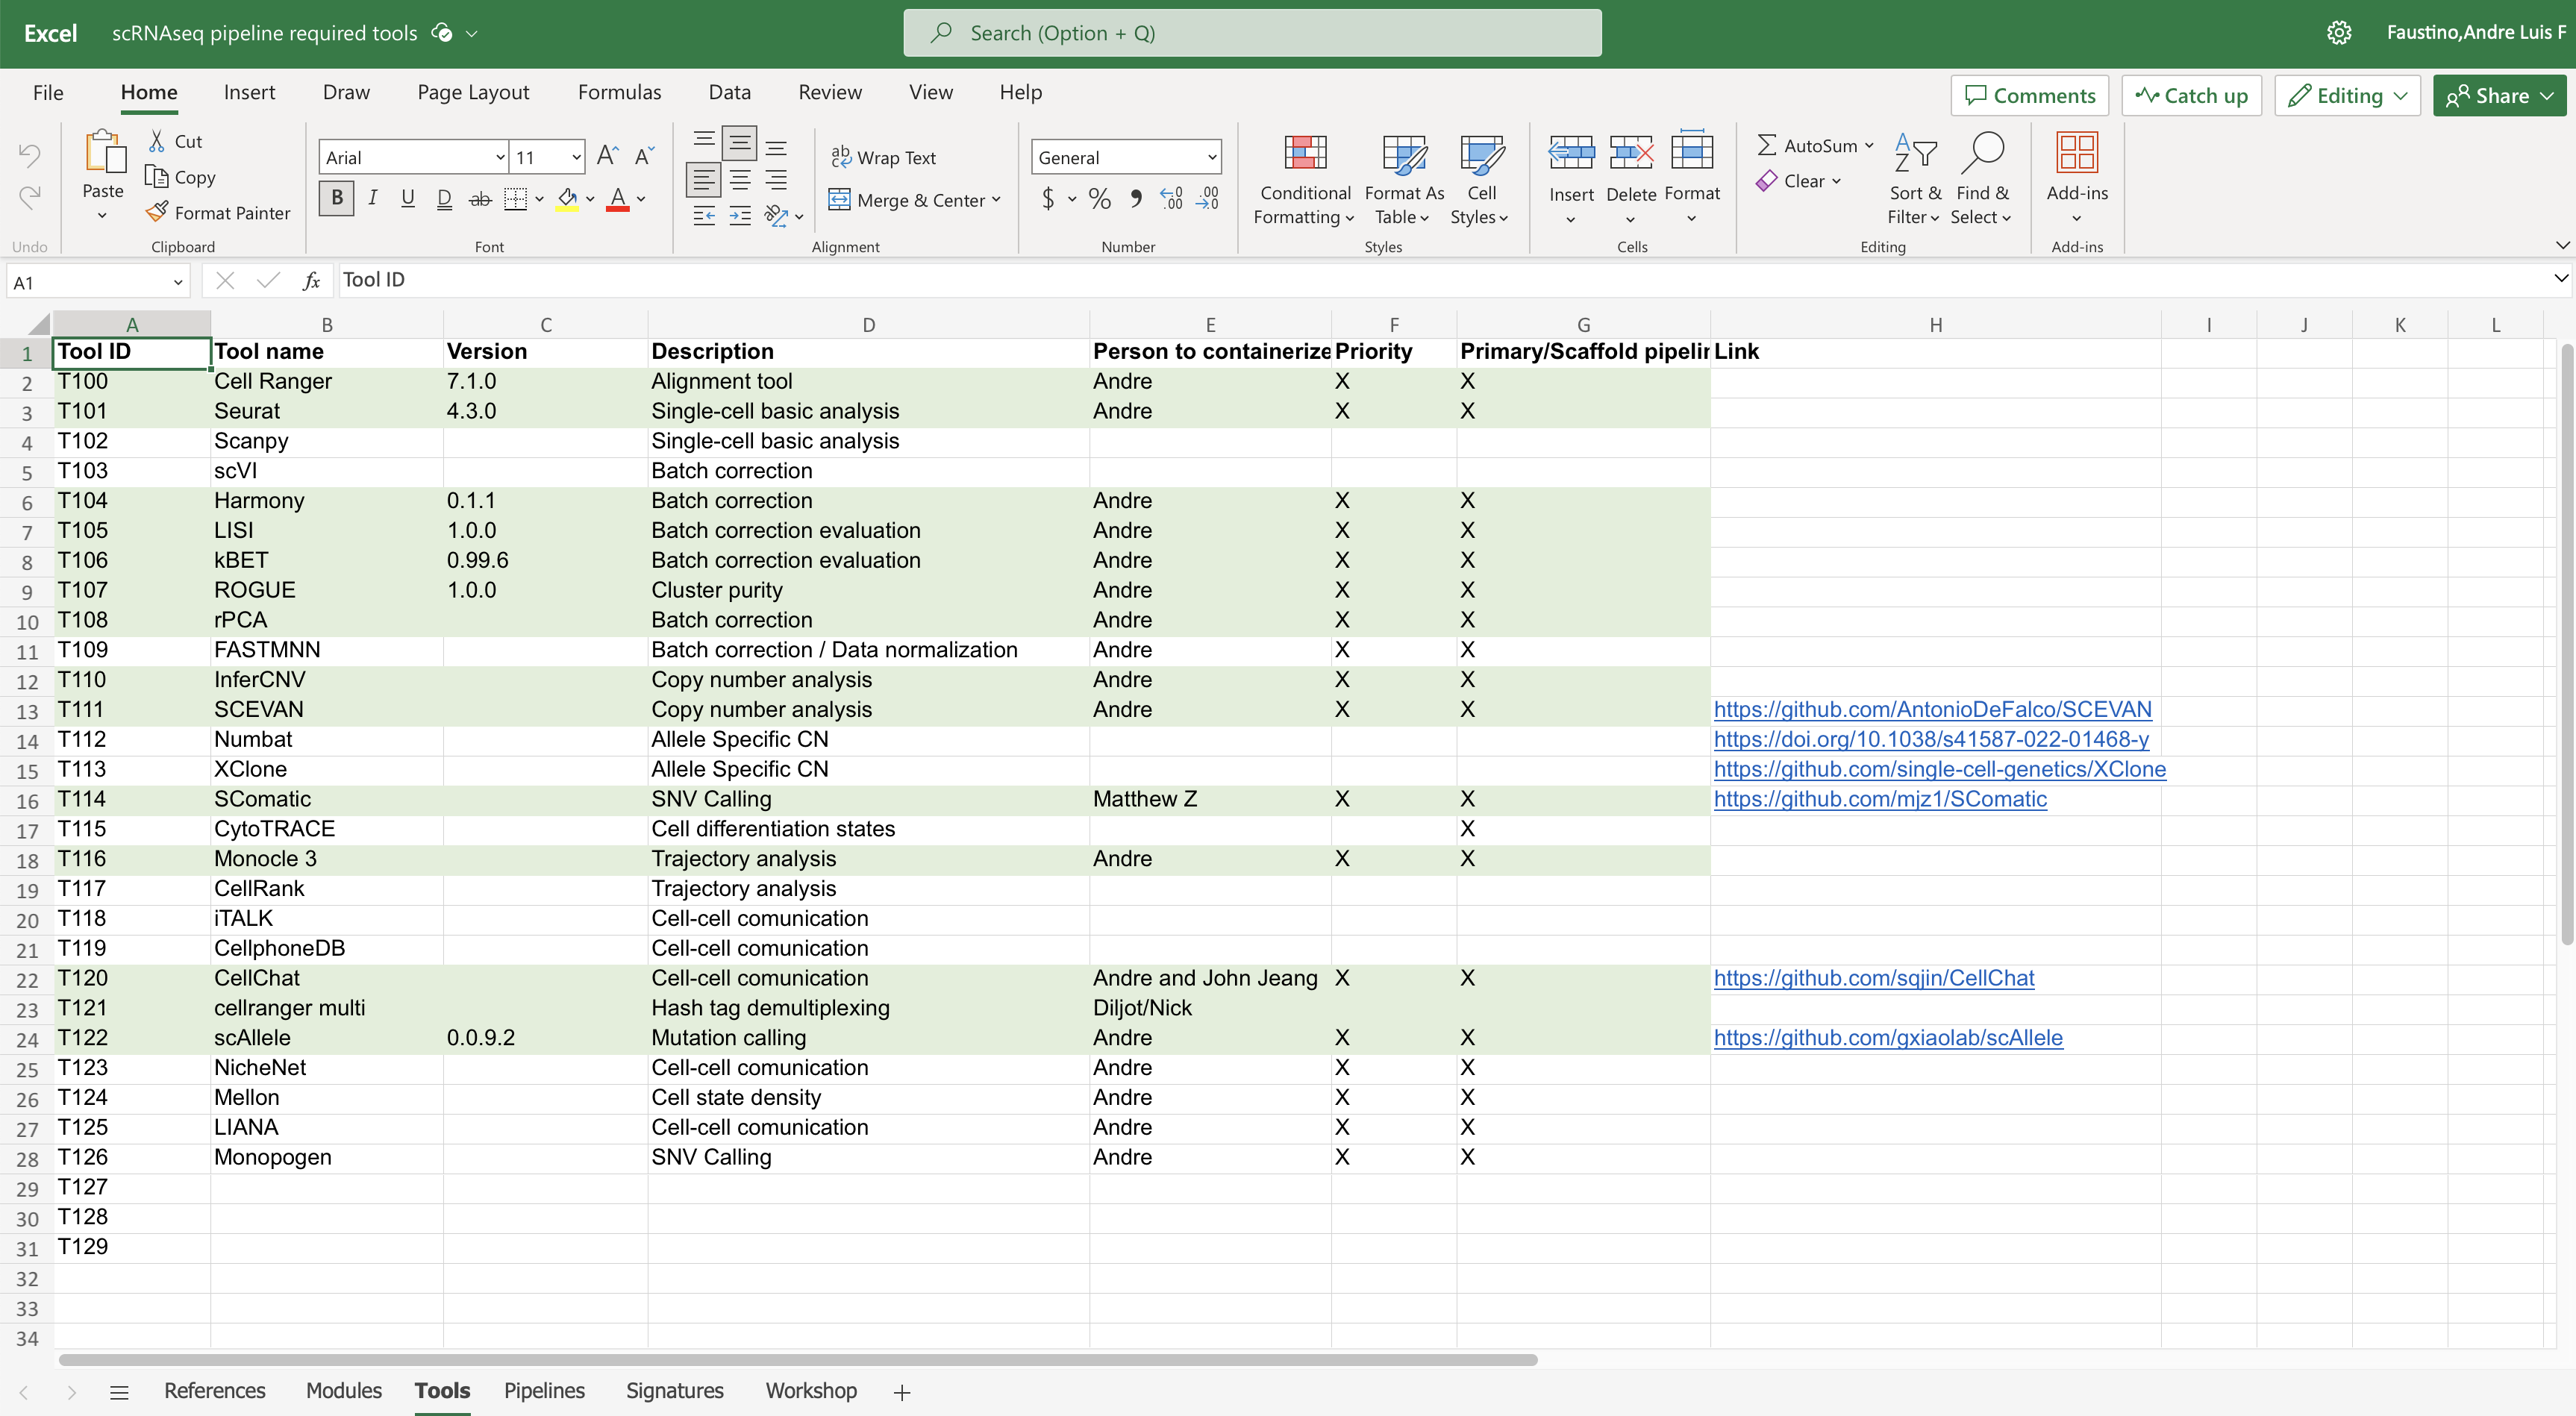 Excel scRNAseq pipeline required tools Search (Option + Q) Faustino,Andre Luis F
File Home Insert Draw Page Layout Formulas Data Review View Help Comments Catch up Editing Share
Undo
Paste Cut
Copy
Format Painter
Clipboard
Arial 11 A A
B I U D ab A
Font
ab Wrap Text
Merge & Center
Alignment
General
$ % , .00 .00
Number
Conditional Formatting
Format As Table
Cell Styles
Styles
Insert Delete Format
Cells
AutoSum
Clear
Sort & Filter
Find & Select
Editing
Add-ins
Add-ins
A1 fx Tool ID
A B C D E F G H I J K L
1 Tool ID Tool name Version Description Person to containerize Priority Primary/Scaffold pipelin Link
2 T100 Cell Ranger 7.1.0 Alignment tool Andre X X
3 T101 Seurat 4.3.0 Single-cell basic analysis Andre X X
4 T102 Scanpy Single-cell basic analysis
5 T103 scVI Batch correction
6 T104 Harmony 0.1.1 Batch correction Andre X X
7 T105 LISI 1.0.0 Batch correction evaluation Andre X X
8 T106 kBET 0.99.6 Batch correction evaluation Andre X X
9 T107 ROGUE 1.0.0 Cluster purity Andre X X
10 T108 rPCA Batch correction Andre X X
11 T109 FASTMNN Batch correction / Data normalization Andre X X
12 T110 InferCNV Copy number analysis Andre X X
13 T111 SCEVAN Copy number analysis Andre X X https://github.com/AntonioDeFalco/SCEVAN
14 T112 Numbat Allele Specific CN https://doi.org/10.1038/s41587-022-01468-y
15 T113 XClone Allele Specific CN https://github.com/single-cell-genetics/XClone
16 T114 SComatic SNV Calling Matthew Z X X https://github.com/mjz1/SComatic
17 T115 CytoTRACE Cell differentiation states X
18 T116 Monocle 3 Trajectory analysis Andre X X
19 T117 CellRank Trajectory analysis
20 T118 iTALK Cell-cell comunication
21 T119 CellphoneDB Cell-cell comunication
22 T120 CellChat Cell-cell comunication Andre and John Jeang X X https://github.com/sqjin/CellChat
23 T121 cellranger multi Hash tag demultiplexing Diljot/Nick
24 T122 scAllele 0.0.9.2 Mutation calling Andre X X https://github.com/gxiaolab/scAllele
25 T123 NicheNet Cell-cell comunication Andre X X
26 T124 Mellon Cell state density Andre X X
27 T125 LIANA Cell-cell comunication Andre X X
28 T126 Monopogen SNV Calling Andre X X
29 T127
30 T128
31 T129
32
33
34
References Modules Tools Pipelines Signatures Workshop +